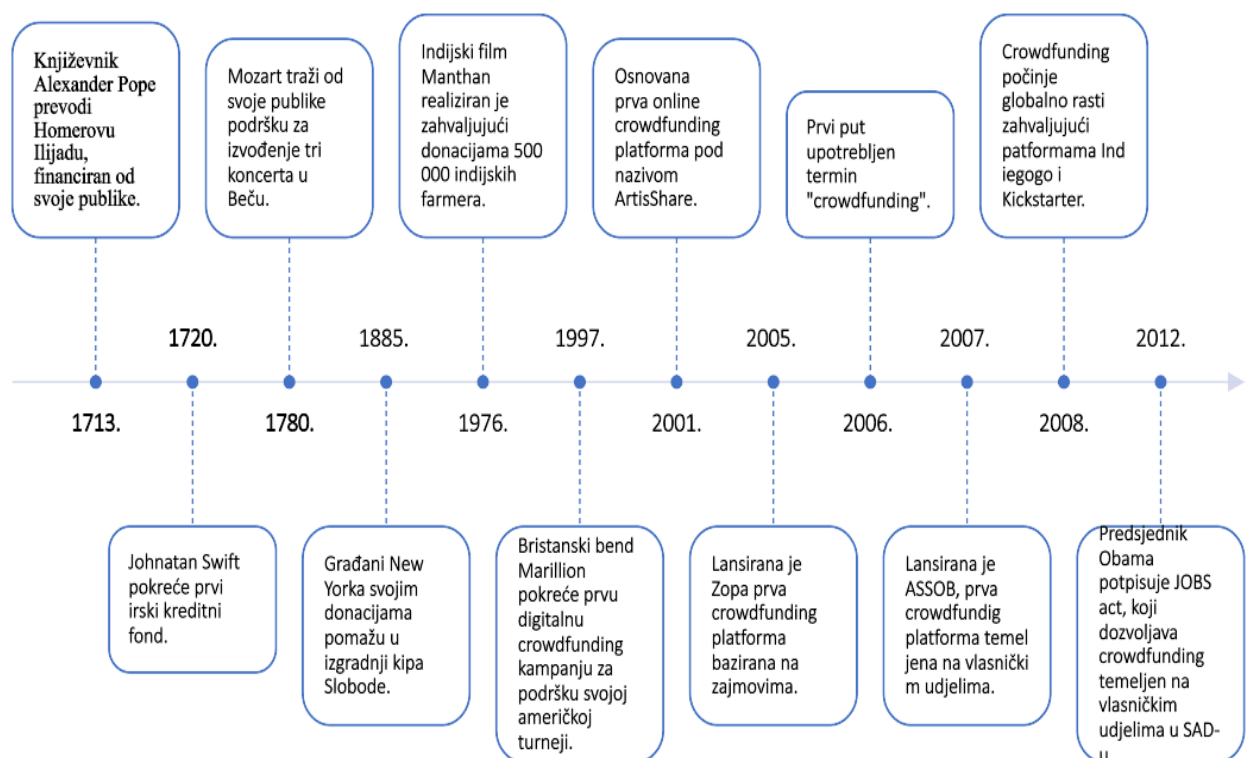 Književnik
Alexander Pope
prevodi
Homerovu
Ilijadu,
financiran od
svoje publike.
Mozart traži od
svoje publike
podršku za
izvođenje tri
koncerta u
Beču.
Indijski film
Manthan
realiziran je
zahvaljujući
donacijama 500
000 indijskih
farmera.
Osnovana
prva online
crowdfunding
platforma pod
nazivom
ArtisShare.
Prvi put
upotrebljen
termin
"crowdfunding".
Crowdfunding
počinje
globalno rasti
zahvaljujući
patformama Ind
iegogo i
Kickstarter.
1720.
1885.
1997.
2005.
2007.
2012.
1713.
1780.
1976.
2001.
2006.
2008.
Johnatan Swift
pokreće prvi
irski kreditni
fond.
Građani New
Yorka svojim
donacijama
pomažu u
izgradnji kipa
Slobode.
Bristanski bend
Marillion
pokreće prvu
digitalnu
crowdfunding
kampanju za
podršku svojoj
američkoj
turneji.
Lansirana je
Zopa prva
crowdfunding
platforma
bazirana na
zajmovima.
Lansirana je
ASSOB, prva
crowdfundig
platforma temel
jena na vlasnički
m udjelima.
Predsjednik
Obama
potpisuje JOBS
act, koji
dozvoljava
crowdfunding
temeljen na
vlasničkim
udjelima u SAD-
u